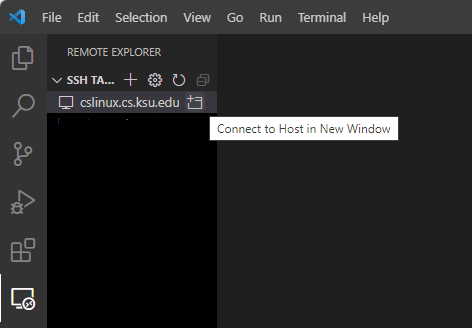 File Edit Selection View Go Run Terminal Help
REMOTE EXPLORER
SSH TA...
cslinux.cs.ksu.edu
Connect to Host in New Window